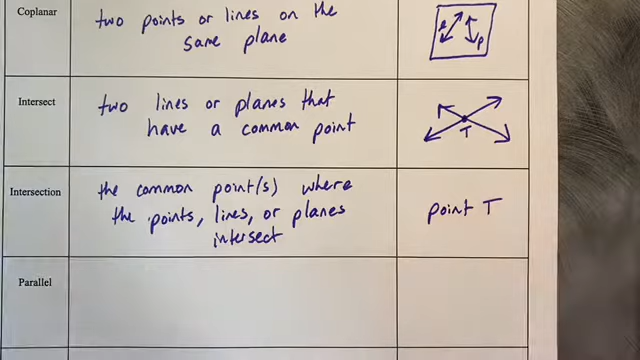 Coplanar
two points or lines on the
same plane
l
p
Intersect
two lines or planes that
have a common point
T
Intersection
the common point(s) where
the points, lines, or planes
intersect
point T
Parallel